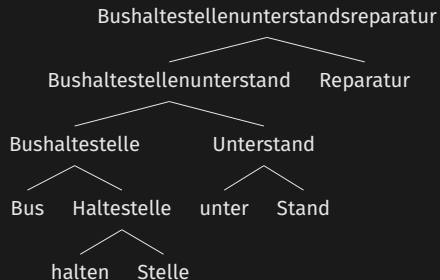 Bushaltestellenunterstandsreparatur
Bushaltestellenunterstand Reparatur
Bushaltestelle Unterstand
Bus Haltestelle unter Stand
halten Stelle